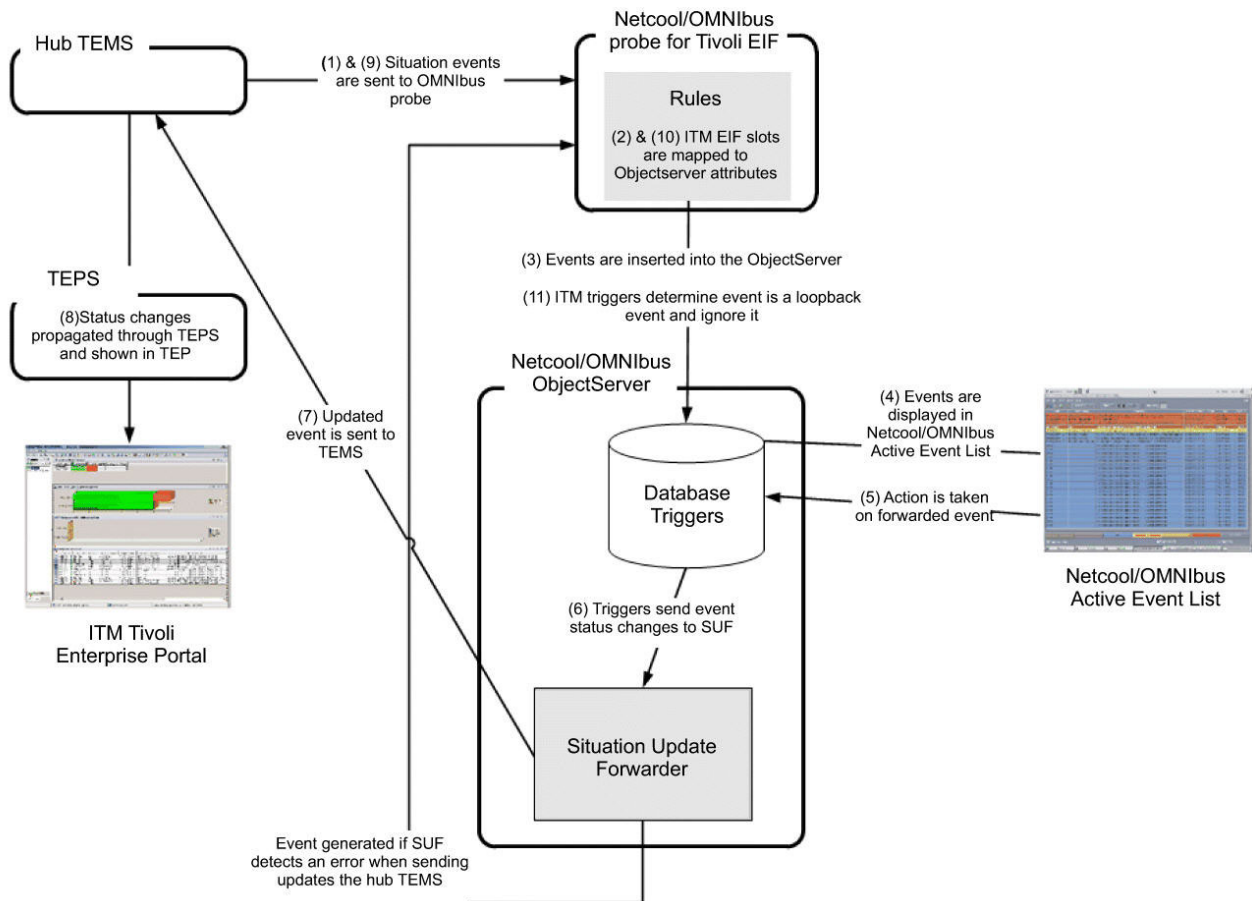 Hub TEMS
(1) & (9) Situation events
are sent to OMNIbus
probe
Netcool/OMNIbus
probe for Tivoli EIF
Rules
(2) & (10) ITM EIF slots
are mapped to
Objectserver attributes
(3) Events are inserted into the ObjectServer
(11) ITM triggers determine event is a loopback
event and ignore it
TEPS
(8)Status changes
propagated through TEPS
and shown in TEP
ITM Tivoli
Enterprise Portal
(7) Updated
event is sent to
TEMS
Netcool/OMNIbus
ObjectServer
Database
Triggers
(4) Events are
displayed in
Netcool/OMNIbus
Active Event List
(5) Action is taken
on forwarded event
Netcool/OMNIbus
Active Event List
(6) Triggers send event
status changes to SUF
Situation Update
Forwarder
Event generated if SUF
detects an error when sending
updates the hub TEMS